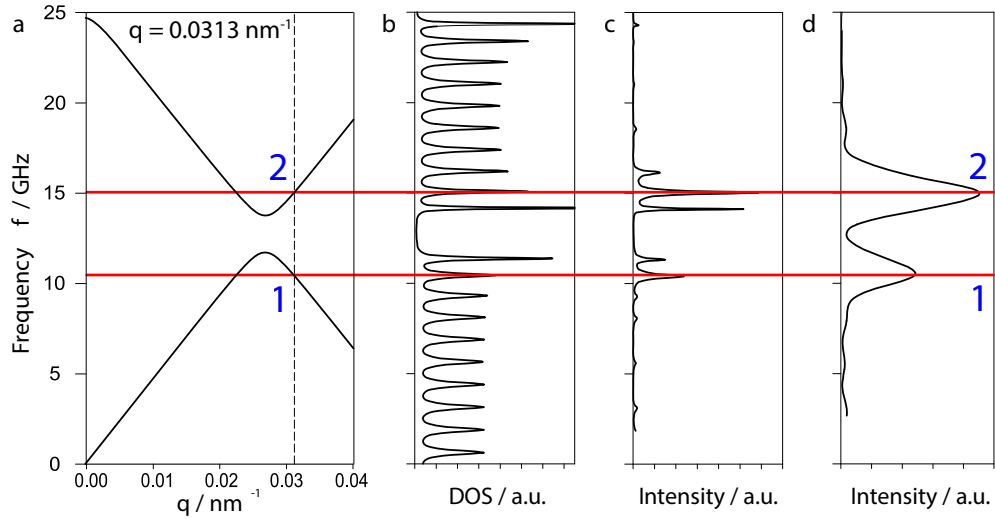 a
q = 0.0313 nm⁻¹
b
c
d
25
20
15
10
5
0
Frequency f / GHz
2
1
2
1
0.00 0.01 0.02 0.03 0.04
q / nm⁻¹
DOS / a.u.
Intensity / a.u.
Intensity / a.u.